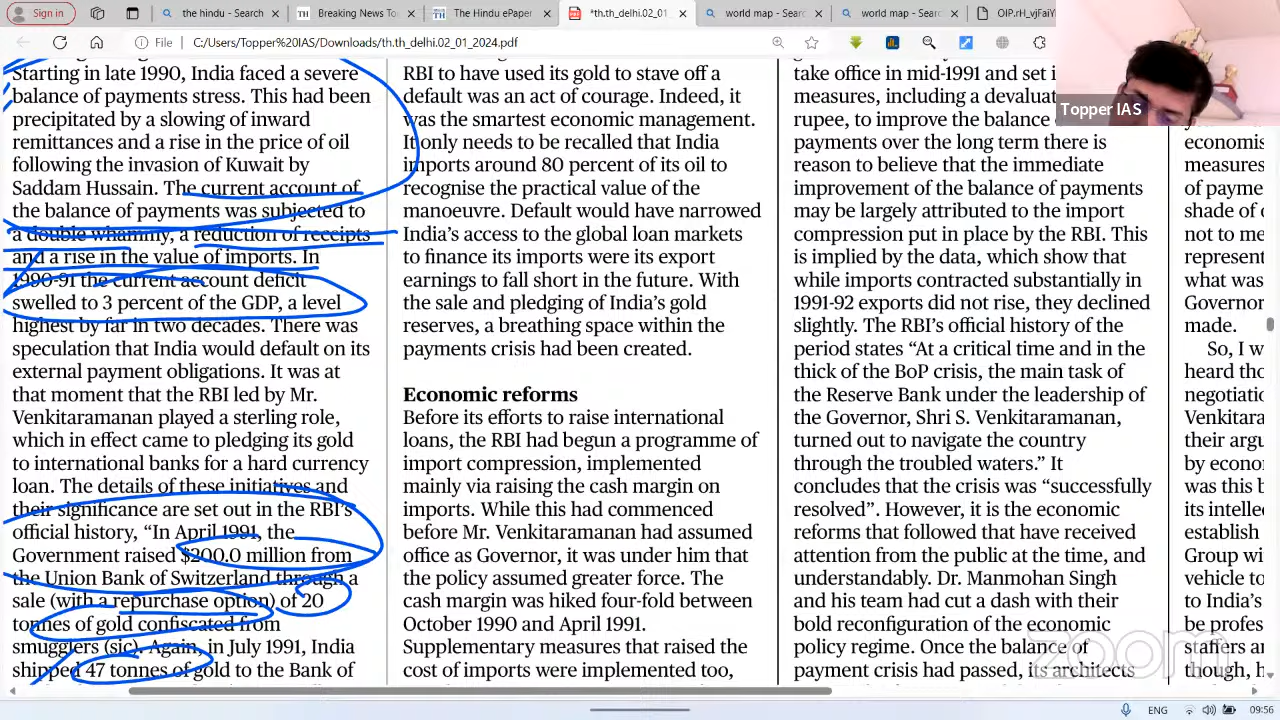 Sign in
the hindu - Search
Breaking News To
The Hindu ePaper
*th.th_delhi.02_01
world map - Searc
world map - Searc
OIP.rH_vjFaiY
File
C:/Users/Topper%20IAS/Downloads/th.th_delhi.02_01_2024.pdf
Topper IAS
Starting in late 1990, India faced a severe
balance of payments stress. This had been
precipitated by a slowing of inward
remittances and a rise in the price of oil
following the invasion of Kuwait by
Saddam Hussain. The current account of
the balance of payments was subjected to
a double whammy, a reduction of receipts
and a rise in the value of imports. In
1990-91 the current account deficit
swelled to 3 percent of the GDP, a level
highest by far in two decades. There was
speculation that India would default on its
external payment obligations. It was at
that moment that the RBI led by Mr.
Venkitaramanan played a sterling role,
which in effect came to pledging its gold
to international banks for a hard currency
loan. The details of these initiatives and
their significance are set out in the RBI's
official history, “In April 1991, the
Government raised $200.0 million from
the Union Bank of Switzerland through a
sale (with a repurchase option) of 20
tonnes of gold confiscated from
smugglers (sic). Again, in July 1991, India
shipped 47 tonnes of gold to the Bank of
RBI to have used its gold to stave off a
default was an act of courage. Indeed, it
was the smartest economic management.
It only needs to be recalled that India
imports around 80 percent of its oil to
recognise the practical value of the
manoeuvre. Default would have narrowed
India's access to the global loan markets
to finance its imports were its export
earnings to fall short in the future. With
the sale and pledging of India's gold
reserves, a breathing space within the
payments crisis had been created.
Economic reforms
Before its efforts to raise international
loans, the RBI had begun a programme of
import compression, implemented
mainly via raising the cash margin on
imports. While this had commenced
before Mr. Venkitaramanan had assumed
office as Governor, it was under him that
the policy assumed greater force. The
cash margin was hiked four-fold between
October 1990 and April 1991.
Supplementary measures that raised the
cost of imports were implemented too,
take office in mid-1991 and set i
measures, including a devaluat
rupee, to improve the balance
payments over the long term there is
reason to believe that the immediate
improvement of the balance of payments
may be largely attributed to the import
compression put in place by the RBI. This
is implied by the data, which show that
while imports contracted substantially in
1991-92 exports did not rise, they declined
slightly. The RBI's official history of the
period states “At a critical time and in the
thick of the BoP crisis, the main task of
the Reserve Bank under the leadership of
the Governor, Shri S. Venkitaramanan,
turned out to navigate the country
through the troubled waters.” It
concludes that the crisis was “successfully
resolved”. However, it is the economic
reforms that followed that have received
attention from the public at the time, and
understandably. Dr. Manmohan Singh
and his team had cut a dash with their
bold reconfiguration of the economic
policy regime. Once the balance of
payment crisis had passed, its architects
economis
measures
of payme
shade of
not to me
represent
what was
Governor
made.
So, I w
heard tho
negotiatio
Venkitara
their argu
by econo
was this b
its intelle
establish
Group wi
vehicle to
to India's
be profes
staffers a
though, h
zoom
ENG
09:56